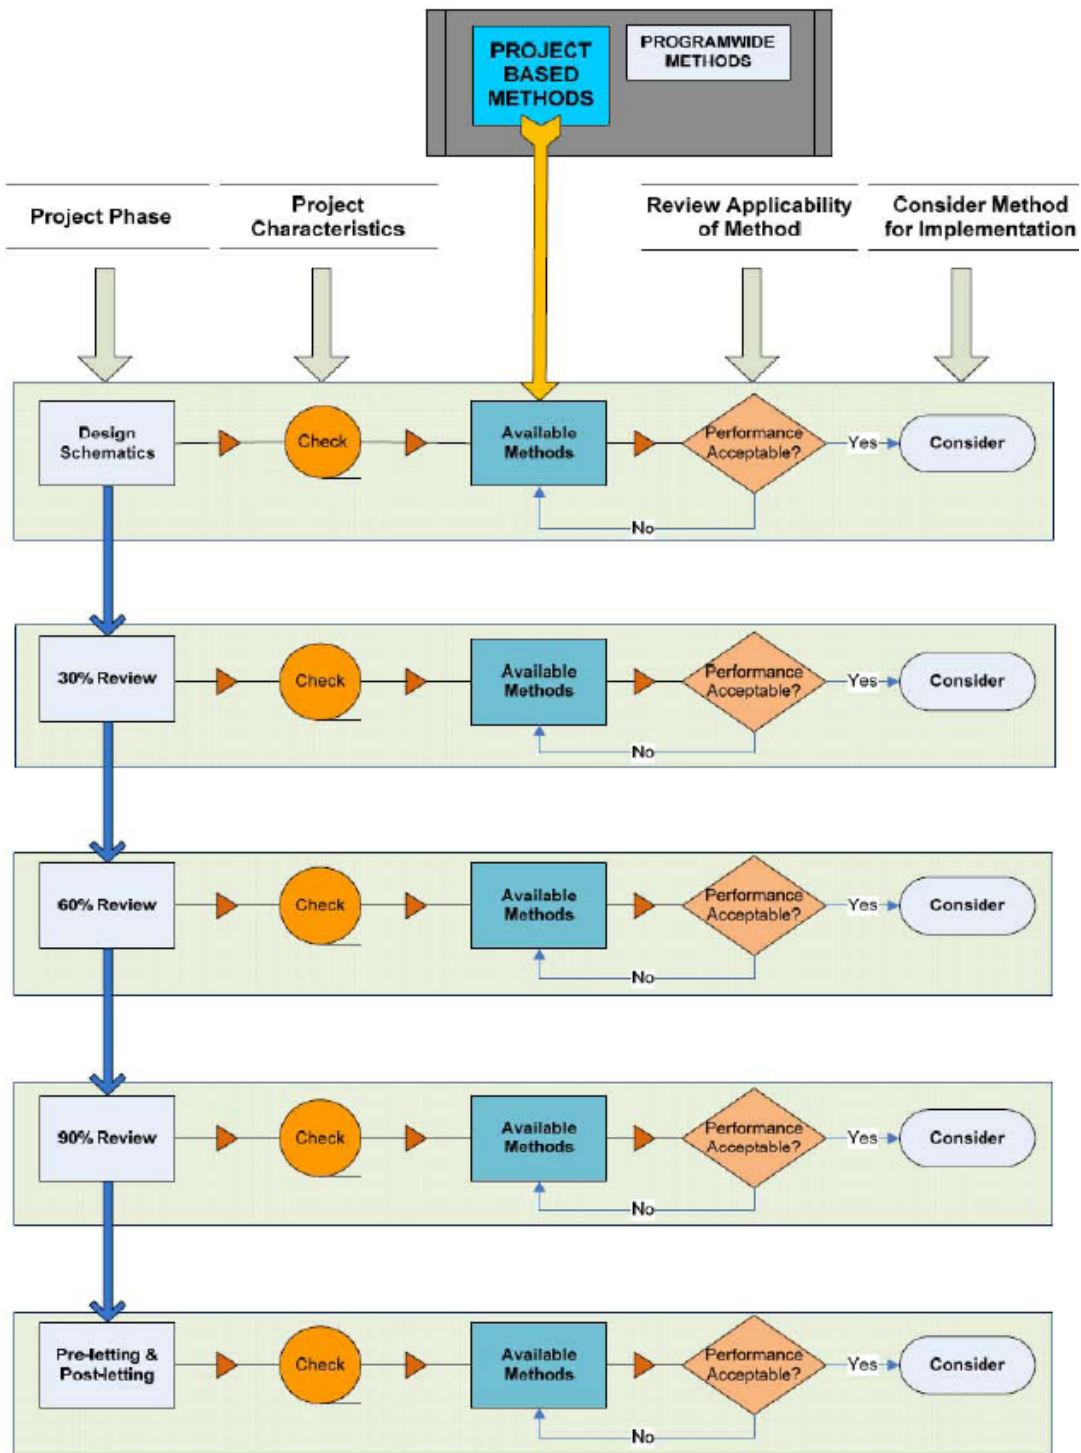 PROJECT
BASED
METHODS
PROGRAMWIDE
METHODS
Project Phase
Project
Characteristics
Review Applicability
of Method
Consider Method
for Implementation
Design
Schematics
Check
Available
Methods
Performance
Acceptable?
Yes
Consider
No
30% Review
Check
Available
Methods
Performance
Acceptable?
Yes
Consider
No
60% Review
Check
Available
Methods
Performance
Acceptable?
Yes
Consider
No
90% Review
Check
Available
Methods
Performance
Acceptable?
Yes
Consider
No
Pre-letting &
Post-letting
Check
Available
Methods
Performance
Acceptable?
Yes
Consider
No